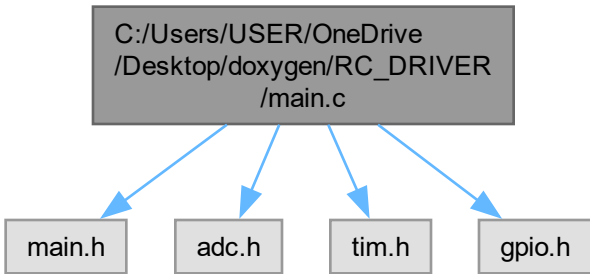 C:/Users/USER/OneDrive
/Desktop/doxygen/RC_DRIVER
/main.c
main.h
adc.h
tim.h
gpio.h